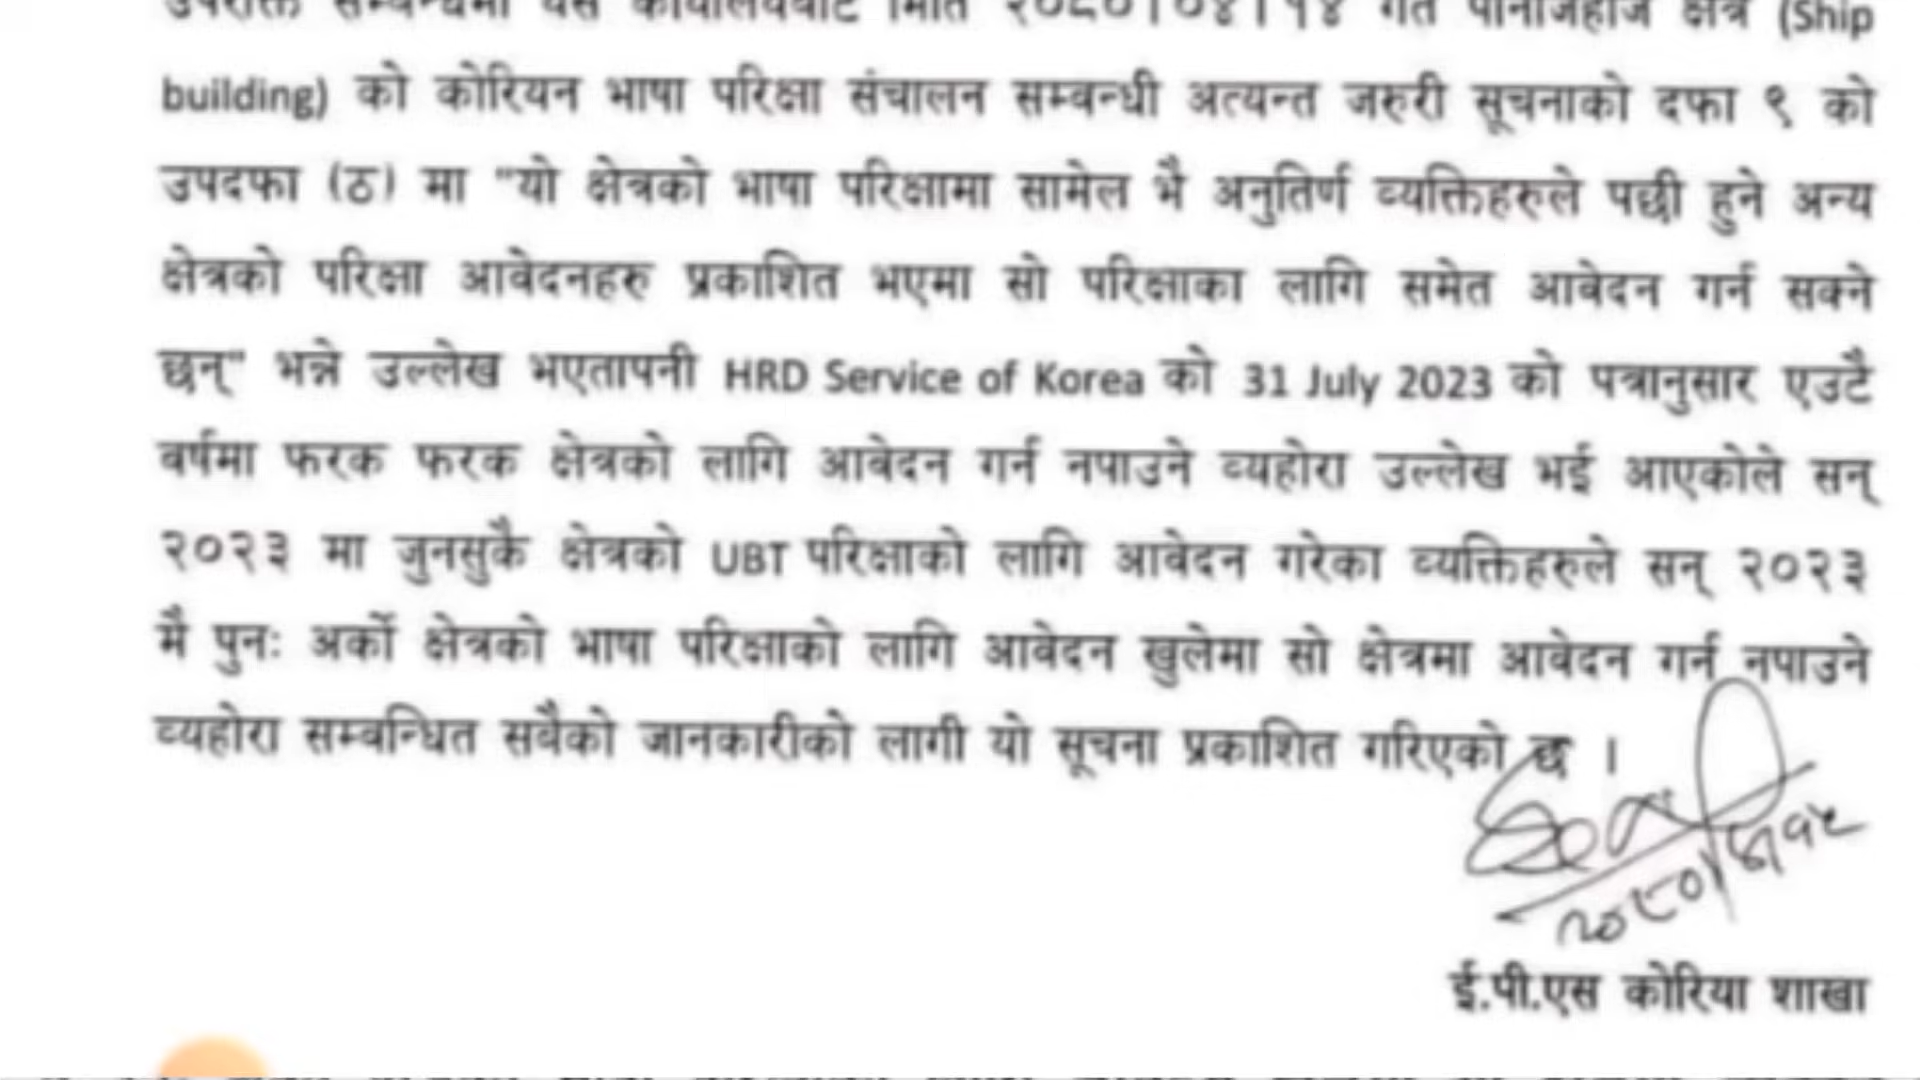 उपरोक्त सम्बन्धमा यस कार्यालयबाट मिति २०८०।०४।१४ गते पानीजहाज क्षेत्र (Ship
building) को कोरियन भाषा परिक्षा संचालन सम्बन्धी अत्यन्त जरुरी सूचनाको दफा ९ को
उपदफा (ठ) मा "यो क्षेत्रको भाषा परिक्षामा सामेल भै अनुतिर्ण व्यक्तिहरुले पछी हुने अन्य
क्षेत्रको परिक्षा आवेदनहरु प्रकाशित भएमा सो परिक्षाका लागि समेत आवेदन गर्न सक्ने
छन्" भन्ने उल्लेख भएतापनी HRD Service of Korea को 31 July 2023 को पत्रानुसार एउटै
वर्षमा फरक फरक क्षेत्रको लागि आवेदन गर्न नपाउने व्यहोरा उल्लेख भई आएकोले सन्
२०२३ मा जुनसुकै क्षेत्रको UBT परिक्षाको लागि आवेदन गरेका व्यक्तिहरुले सन् २०२३
मै पुनः अर्को क्षेत्रको भाषा परिक्षाको लागि आवेदन खुलेमा सो क्षेत्रमा आवेदन गर्न नपाउने
व्यहोरा सम्बन्धित सबैको जानकारीको लागी यो सूचना प्रकाशित गरिएको छ ।
२०८०/४/१५
ई.पी.एस कोरिया शाखा